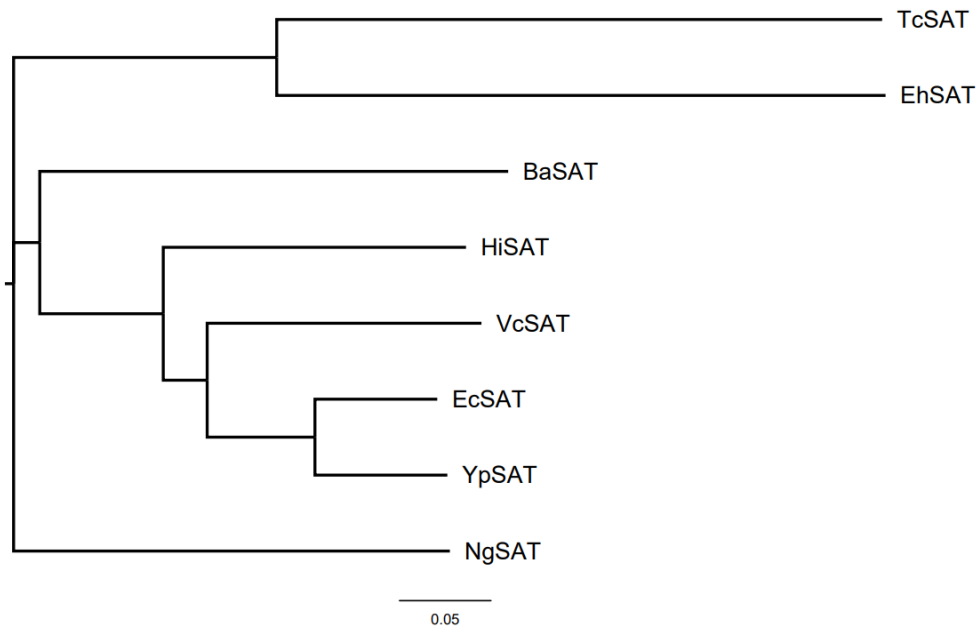 TcSAT
EhSAT
BaSAT
HiSAT
VcSAT
EcSAT
YpSAT
NgSAT
0.05